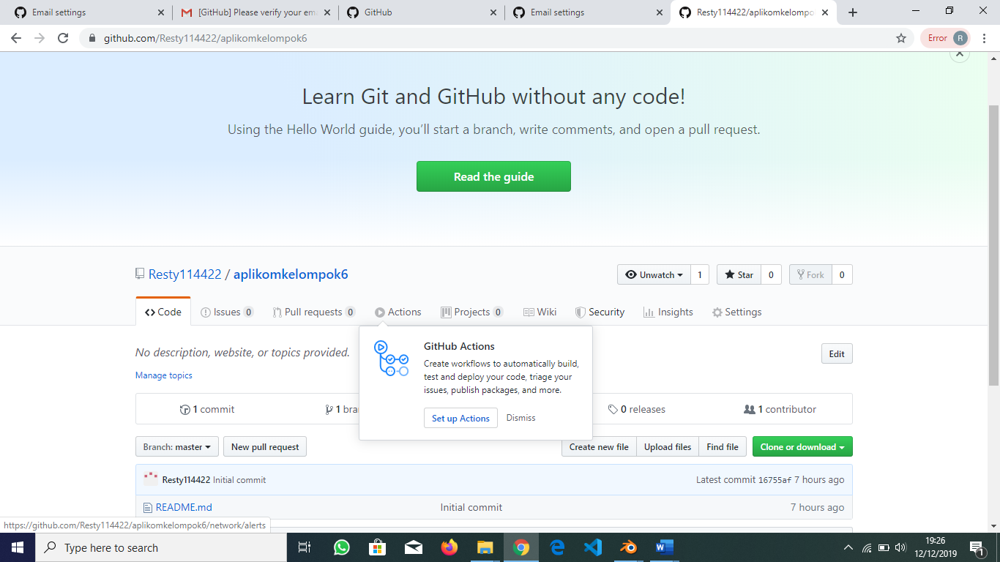 Email settings
[GitHub] Please verify your ema
GitHub
Email settings
Resty114422/aplikomkelompo
github.com/Resty114422/aplikomkelompok6
Error R
Learn Git and GitHub without any code!
Using the Hello World guide, you’ll start a branch, write comments, and open a pull request.
Read the guide
Resty114422 / aplikomkelompok6
Unwatch 1
Star 0
Fork 0
Code
Issues 0
Pull requests 0
Actions
Projects 0
Wiki
Security
Insights
Settings
No description, website, or topics provided.
Edit
Manage topics
GitHub Actions
Create workflows to automatically build,
test and deploy your code, triage your
issues, publish packages, and more.
Set up Actions
Dismiss
1 commit
1 bra
0 releases
1 contributor
Branch: master
New pull request
Create new file
Upload files
Find file
Clone or download
Resty114422 Initial commit
Latest commit 16755af 7 hours ago
README.md
Initial commit
7 hours ago
https://github.com/Resty114422/aplikomkelompok6/network/alerts
Type here to search
19:26
12/12/2019
1